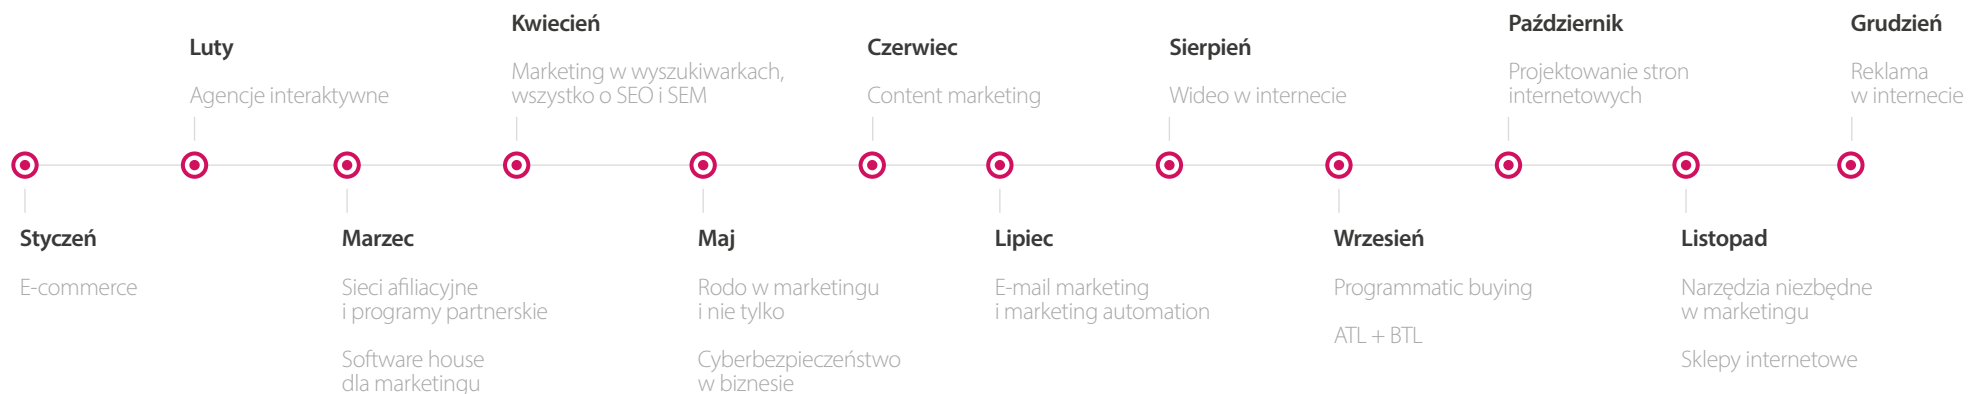 Styczeń
E-commerce
Luty
Agencje interaktywne
Marzec
Sieci afiliacyjne
i programy partnerskie
Software house
dla marketingu
Kwiecień
Marketing w wyszukiwarkach,
wszystko o SEO i SEM
Maj
Rodo w marketingu
i nie tylko
Cyberbezpieczeństwo
w biznesie
Czerwiec
Content marketing
Lipiec
E-mail marketing
i marketing automation
Sierpień
Wideo w internecie
Wrzesień
Programmatic buying
ATL + BTL
Październik
Projektowanie stron
internetowych
Listopad
Narzędzia niezbędne
w marketingu
Sklepy internetowe
Grudzień
Reklama
w internecie